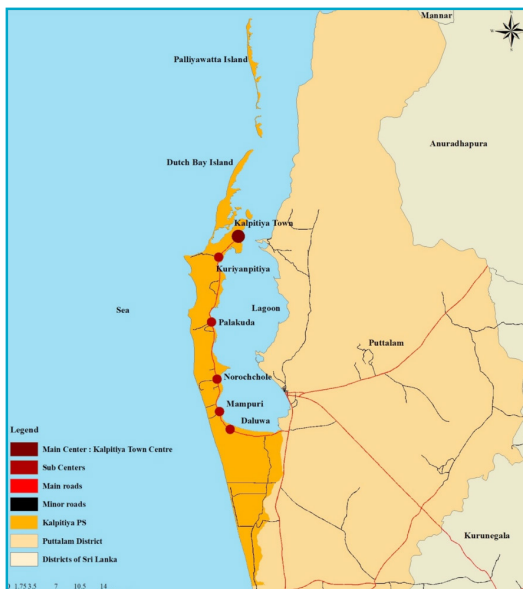 Mannar
N
W
E
S
Palliyawatta Island
Anuradhapura
Dutch Bay Island
Kalpitiya Town
Kuriyanpitiya
Sea
Lagoon
Palakuda
Puttalam
Norochchole
Mampuri
Daluwa
Legend
Main Center : Kalpitiya Town Centre
Sub Centers
Main roads
Minor roads
Kalpitiya PS
Puttalam District
Districts of Sri Lanka
Kurunegala
0 1.75 3.5 7 10.5 14